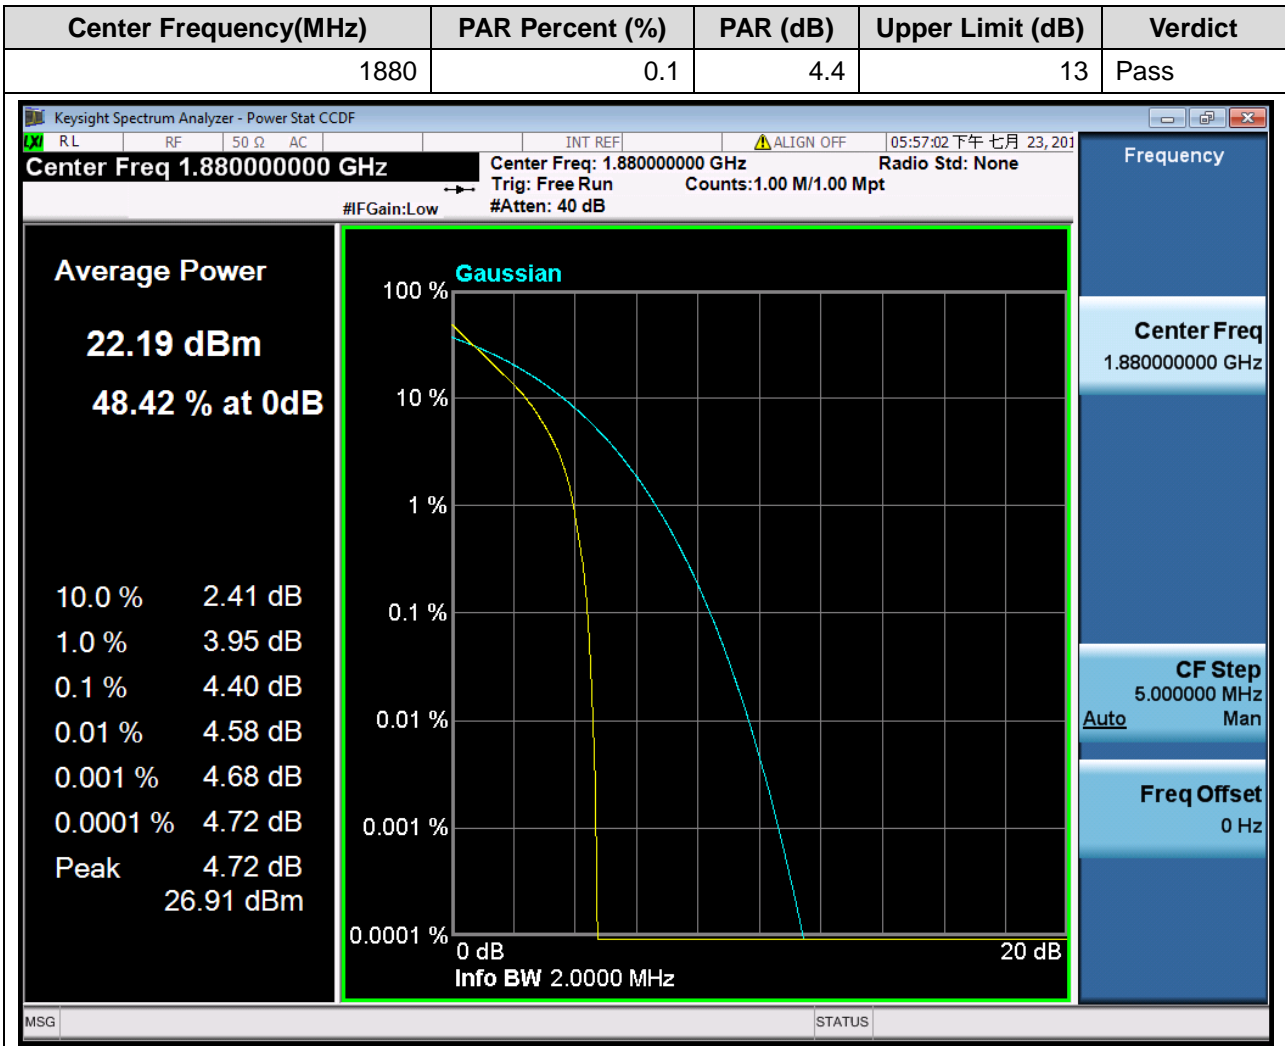 Center Frequency(MHz) PAR Percent (%) PAR (dB) Upper Limit (dB) Verdict
1880 0.1 4.4 13 Pass
Keysight Spectrum Analyzer - Power Stat CCDF
LXI RL RF 50 Ω AC INT REF ALIGN OFF 05:57:02 下午 七月 23, 201
Center Freq 1.880000000 GHz
Center Freq: 1.880000000 GHz Radio Std: None
Trig: Free Run Counts:1.00 M/1.00 Mpt
#IFGain:Low #Atten: 40 dB
Frequency
Average Power
22.19 dBm
48.42 % at 0dB
10.0 % 2.41 dB
1.0 % 3.95 dB
0.1 % 4.40 dB
0.01 % 4.58 dB
0.001 % 4.68 dB
0.0001 % 4.72 dB
Peak 4.72 dB
26.91 dBm
Gaussian
100 %
10 %
1 %
0.1 %
0.01 %
0.001 %
0.0001 %
0 dB 20 dB
Info BW 2.0000 MHz
Center Freq
1.880000000 GHz
CF Step
5.000000 MHz
Auto Man
Freq Offset
0 Hz
MSG STATUS